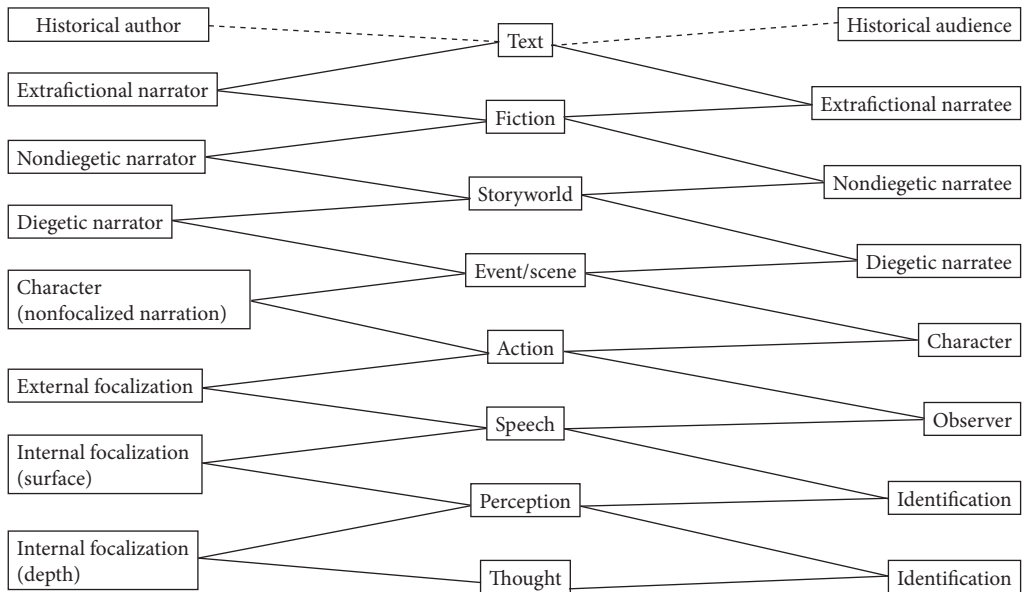 Historical author
Text
Historical audience
Extrafictional narrator
Extrafictional narratee
Fiction
Nondiegetic narrator
Nondiegetic narratee
Storyworld
Diegetic narrator
Diegetic narratee
Event/scene
Character
(nonfocalized narration)
Action
Character
External focalization
Speech
Observer
Internal focalization
(surface)
Perception
Identification
Internal focalization
(depth)
Thought
Identification